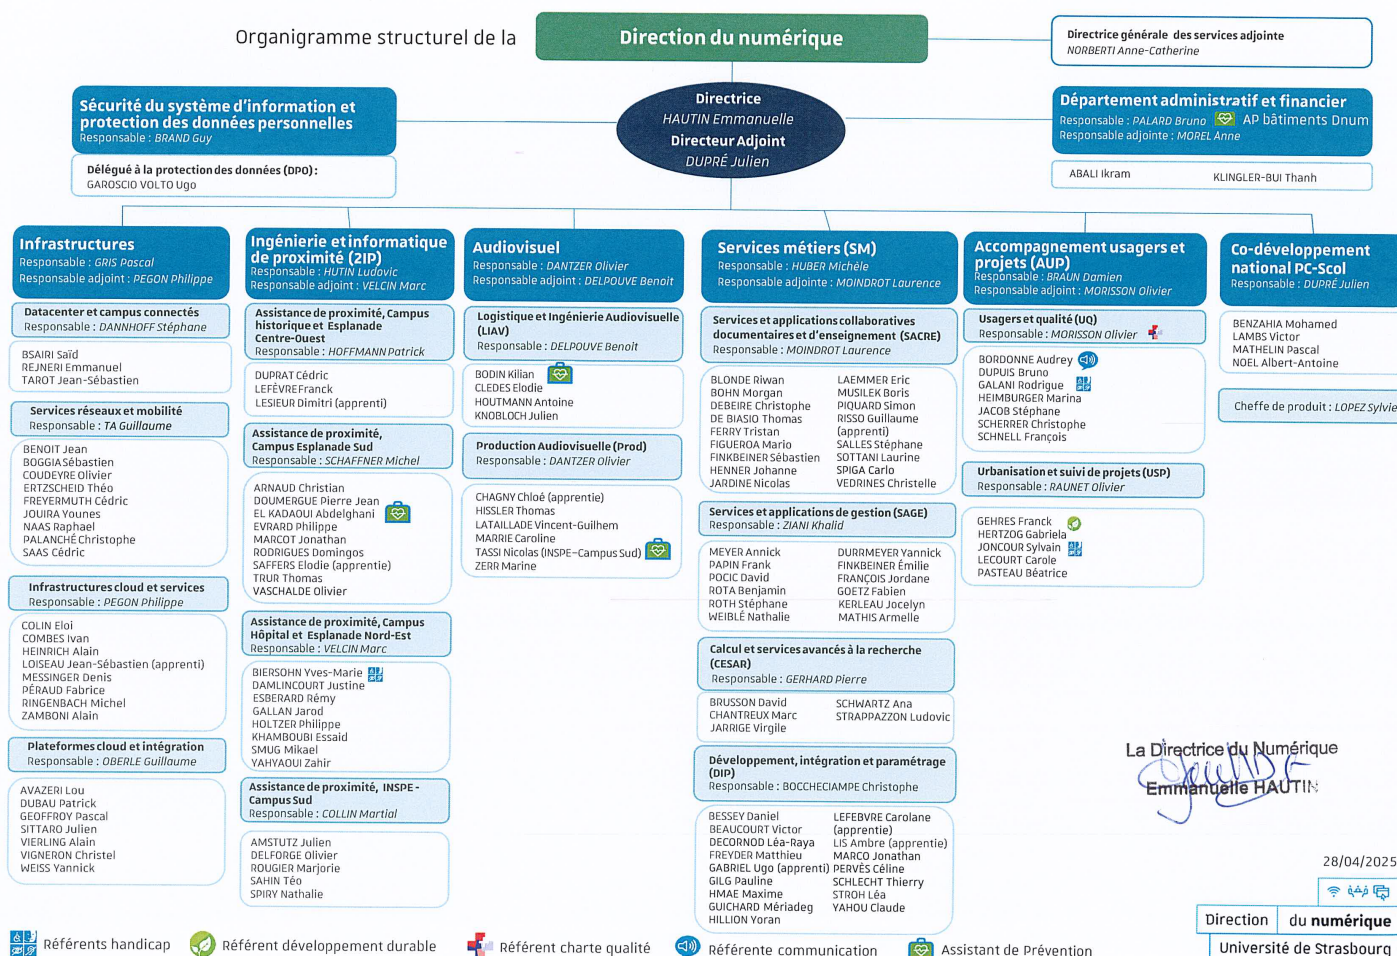 Organigramme structurel de la
Direction du numérique
Directrice générale des services adjointe
NORBERTI Anne-Catherine
Sécurité du système d'information et
protection des données personnelles
Responsable : BRAND Guy
Délégué à la protection des données (DPO) :
GAROSCIO VOLTO Ugo
Directrice
HAUTIN Emmanuelle
Directeur Adjoint
DUPRÉ Julien
Département administratif et financier
Responsable : PALARD Bruno AP bâtiments Dnum
Responsable adjointe : MOREL Anne
ABALI Ikram KLINGLER-BUI Thanh
Infrastructures
Responsable : GRIS Pascal
Responsable adjoint : PEGON Philippe
Datacenter et campus connectés
Responsable : DANNHOFF Stéphane
BSAIRI Saïd
REJNERI Emmanuel
TAROT Jean-Sébastien
Services réseaux et mobilité
Responsable : TA Guillaume
BENOIT Jean
BOGGIA Sébastien
COUDEYRE Olivier
ERTZSCHEID Théo
FREYERMUTH Cédric
JOUIRA Younes
NAAS Raphael
PALANCHÉ Christophe
SAAS Cédric
Infrastructures cloud et services
Responsable : PEGON Philippe
COLIN Eloi
COMBES Ivan
HEINRICH Alain
LOISEAU Jean-Sébastien (apprenti)
MESSINGER Denis
PÉRAUD Fabrice
RINGENBACH Michel
ZAMBONI Alain
Plateformes cloud et intégration
Responsable : OBERLE Guillaume
AVAZERI Lou
DUBAU Patrick
GEOFFROY Pascal
SITTARO Julien
VIERLING Alain
VIGNERON Christel
WEISS Yannick
Ingénierie et informatique
de proximité (2IP)
Responsable : HUTIN Ludovic
Responsable adjoint : VELCIN Marc
Assistance de proximité, Campus
historique et Esplanade
Centre-Ouest
Responsable : HOFFMANN Patrick
DUPRAT Cédric
LEFÈVRE Franck
LESIEUR Dimitri (apprenti)
Assistance de proximité,
Campus Esplanade Sud
Responsable : SCHAFFNER Michel
ARNAUD Christian
DOUMERGUE Pierre Jean
EL KADAOUI Abdelghani
EVRARD Philippe
MARCOT Jonathan
RODRIGUES Domingos
SAFFERS Elodie (apprentie)
TRUR Thomas
VASCHALDE Olivier
Assistance de proximité, Campus
Hôpital et Esplanade Nord-Est
Responsable : VELCIN Marc
BIERSOHN Yves-Marie
DAMLINCOURT Justine
ESBERARD Rémy
GALLAN Jarod
HOLTZER Philippe
KHAMBOUBI Essaid
SMUG Mikael
YAHYAOUI Zahir
Assistance de proximité, INSPE -
Campus Sud
Responsable : COLLIN Martial
AMSTUTZ Julien
DELFORGE Olivier
ROUGIER Marjorie
SAHIN Téo
SPIRY Nathalie
Audiovisuel
Responsable : DANTZER Olivier
Responsable adjoint : DELPOUVE Benoit
Logistique et Ingénierie Audiovisuelle
(LIAV)
Responsable : DELPOUVE Benoit
BODIN Kilian
CLEDES Elodie
HOUTMANN Antoine
KNOBLOCH Julien
Production Audiovisuelle (Prod)
Responsable : DANTZER Olivier
CHAGNY Chloé (apprentie)
HISSLER Thomas
LATAILLADE Vincent-Guilhem
MARRIE Caroline
TASSI Nicolas (INSPE-Campus Sud)
ZERR Marine
Services métiers (SM)
Responsable : HUBER Michèle
Responsable adjointe : MOINDROT Laurence
Services et applications collaboratives
documentaires et d'enseignement (SACRE)
Responsable : MOINDROT Laurence
BLONDE Riwan LAEMMER Eric
BOHN Morgan MUSILEK Boris
DEBEIRE Christophe PIQUARD Simon
DE BIASIO Thomas RISSO Guillaume
FERRY Tristan (apprenti)
FIGUEROA Mario SALLES Stéphane
FINKBEINER Sébastien SOTTANI Laurine
HENNER Johanne SPIGA Carlo
JARDINE Nicolas VEDRINES Christelle
Services et applications de gestion (SAGE)
Responsable : ZIANI Khalid
MEYER Annick DURRMEYER Yannick
PAPIN Frank FINKBEINER Émilie
POCIC David FRANÇOIS Jordane
ROTA Benjamin GOETZ Fabien
ROTH Stéphane KERLEAU Jocelyn
WEIBLÉ Nathalie MATHIS Armelle
Calcul et services avancés à la recherche
(CESAR)
Responsable : GERHARD Pierre
BRUSSON David SCHWARTZ Ana
CHANTREUX Marc STRAPPAZZON Ludovic
JARRIGE Virgile
Développement, intégration et paramétrage
(DIP)
Responsable : BOCCHECIAMPE Christophe
BESSEY Daniel LEFEBVRE Carolane
BEAUCOURT Victor (apprentie)
DECORNOD Léa-Raya LIS Ambre (apprentie)
FREYDER Matthieu MARCO Jonathan
GABRIEL Ugo (apprenti) PERVÈS Céline
GILG Pauline SCHLECHT Thierry
HMAE Maxime STROH Léa
GUICHARD Mériadeg YAHOU Claude
HILLION Yoran
Accompagnement usagers et
projets (AUP)
Responsable : BRAUN Damien
Responsable adjoint : MORISSON Olivier
Usagers et qualité (UQ)
Responsable : MORISSON Olivier
BORDONNE Audrey
DUPUIS Bruno
GALANI Rodrigue
HEIMBURGER Marina
JACOB Stéphane
SCHERRER Christophe
SCHNELL François
Urbanisation et suivi de projets (USP)
Responsable : RAUNET Olivier
GEHRES Franck
HERTZOG Gabriela
JONCOUR Sylvain
LECOURT Carole
PASTEAU Béatrice
Co-développement
national PC-Scol
Responsable : DUPRÉ Julien
BENZAHIA Mohamed
LAMBS Victor
MATHELIN Pascal
NOEL Albert-Antoine
Cheffe de produit : LOPEZ Sylvie
La Directrice du Numérique
Emmanuelle HAUTIN
28/04/2025
Référents handicap
Référent développement durable
Référent charte qualité
Référente communication
Assistant de Prévention
Direction du numérique
Université de Strasbourg